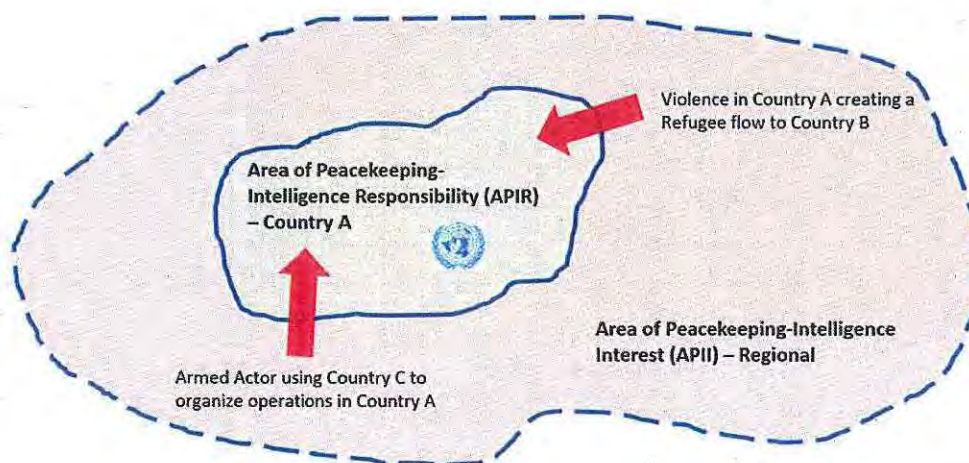 Violence in Country A creating a
Refugee flow to Country B
Area of Peacekeeping-
Intelligence Responsibility (APIR)
– Country A
Area of Peacekeeping-Intelligence
Interest (APII) – Regional
Armed Actor using Country C to
organize operations in Country A